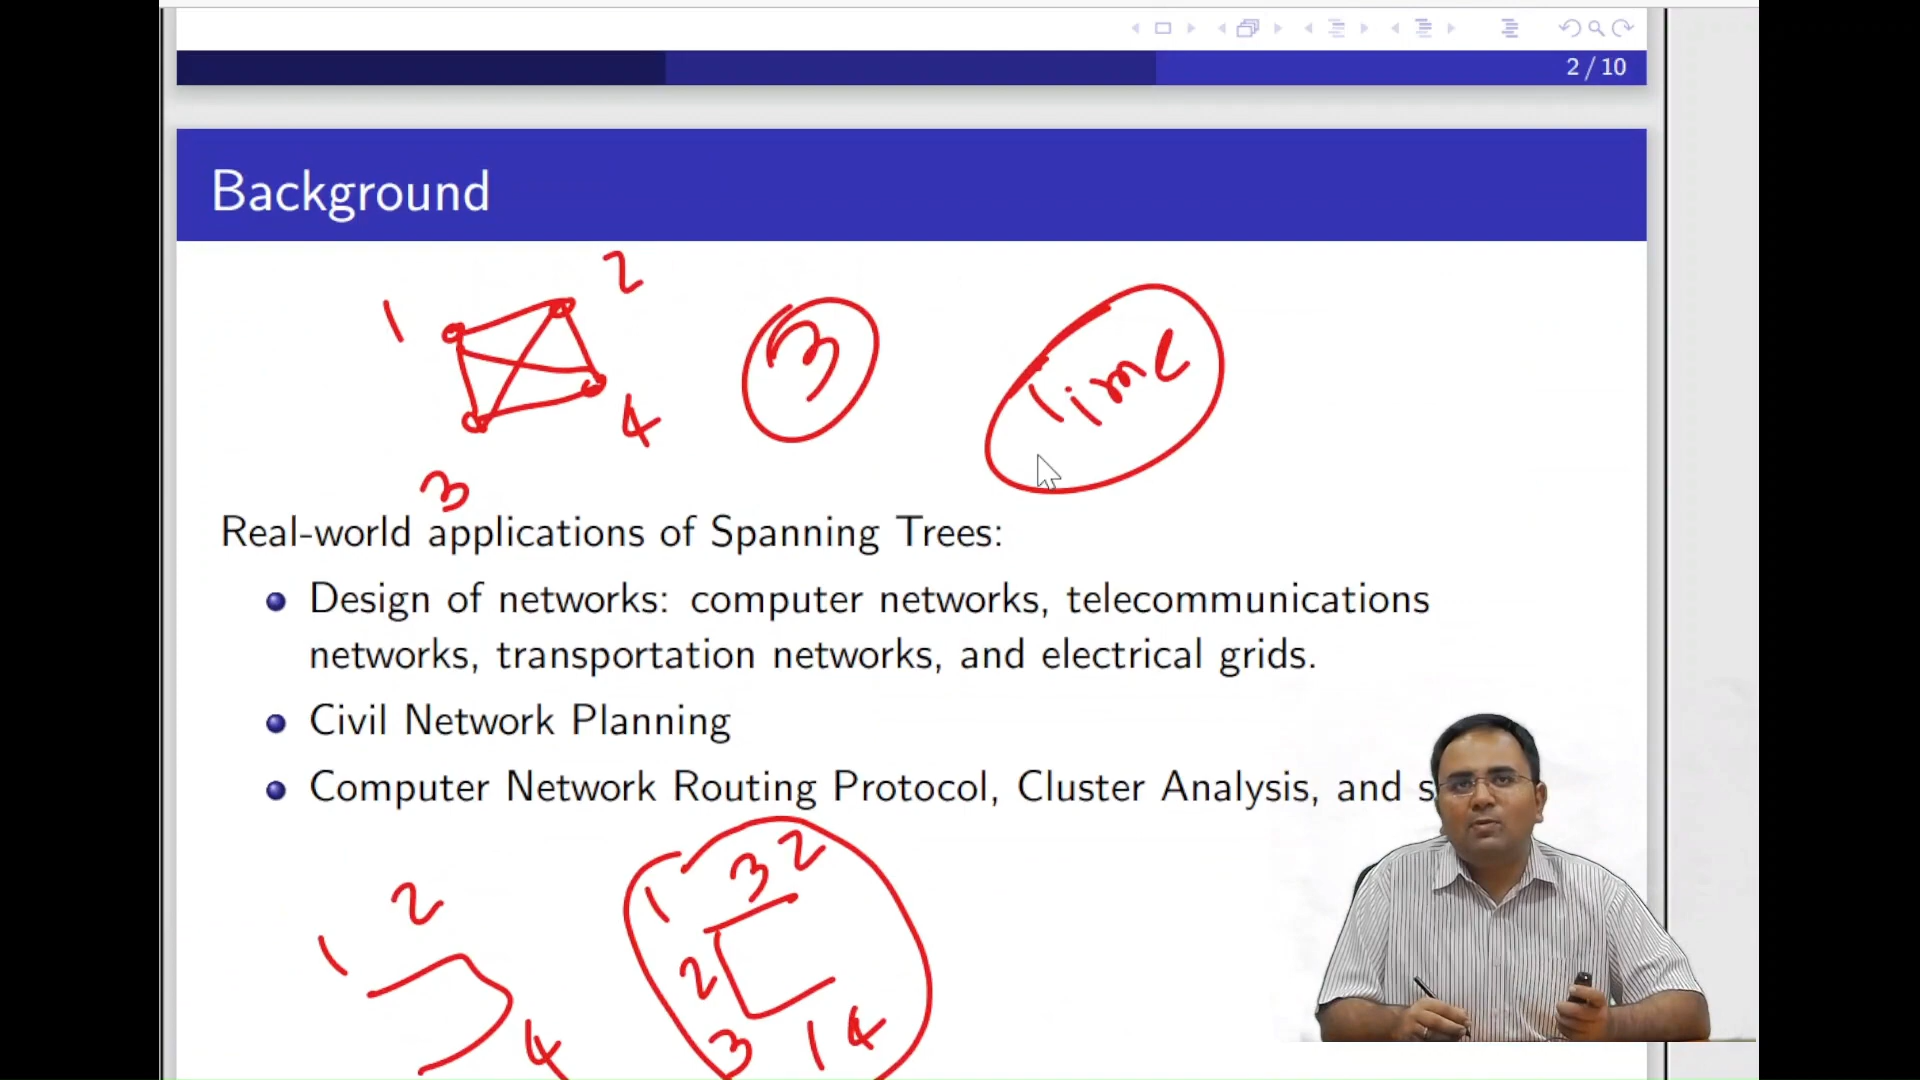 2 / 10
Background
1
2
3
4
3
Time
Real-world applications of Spanning Trees:
Design of networks: computer networks, telecommunications
networks, transportation networks, and electrical grids.
Civil Network Planning
Computer Network Routing Protocol, Cluster Analysis, and s
1
2
4
1
3
2
2
3
1
4